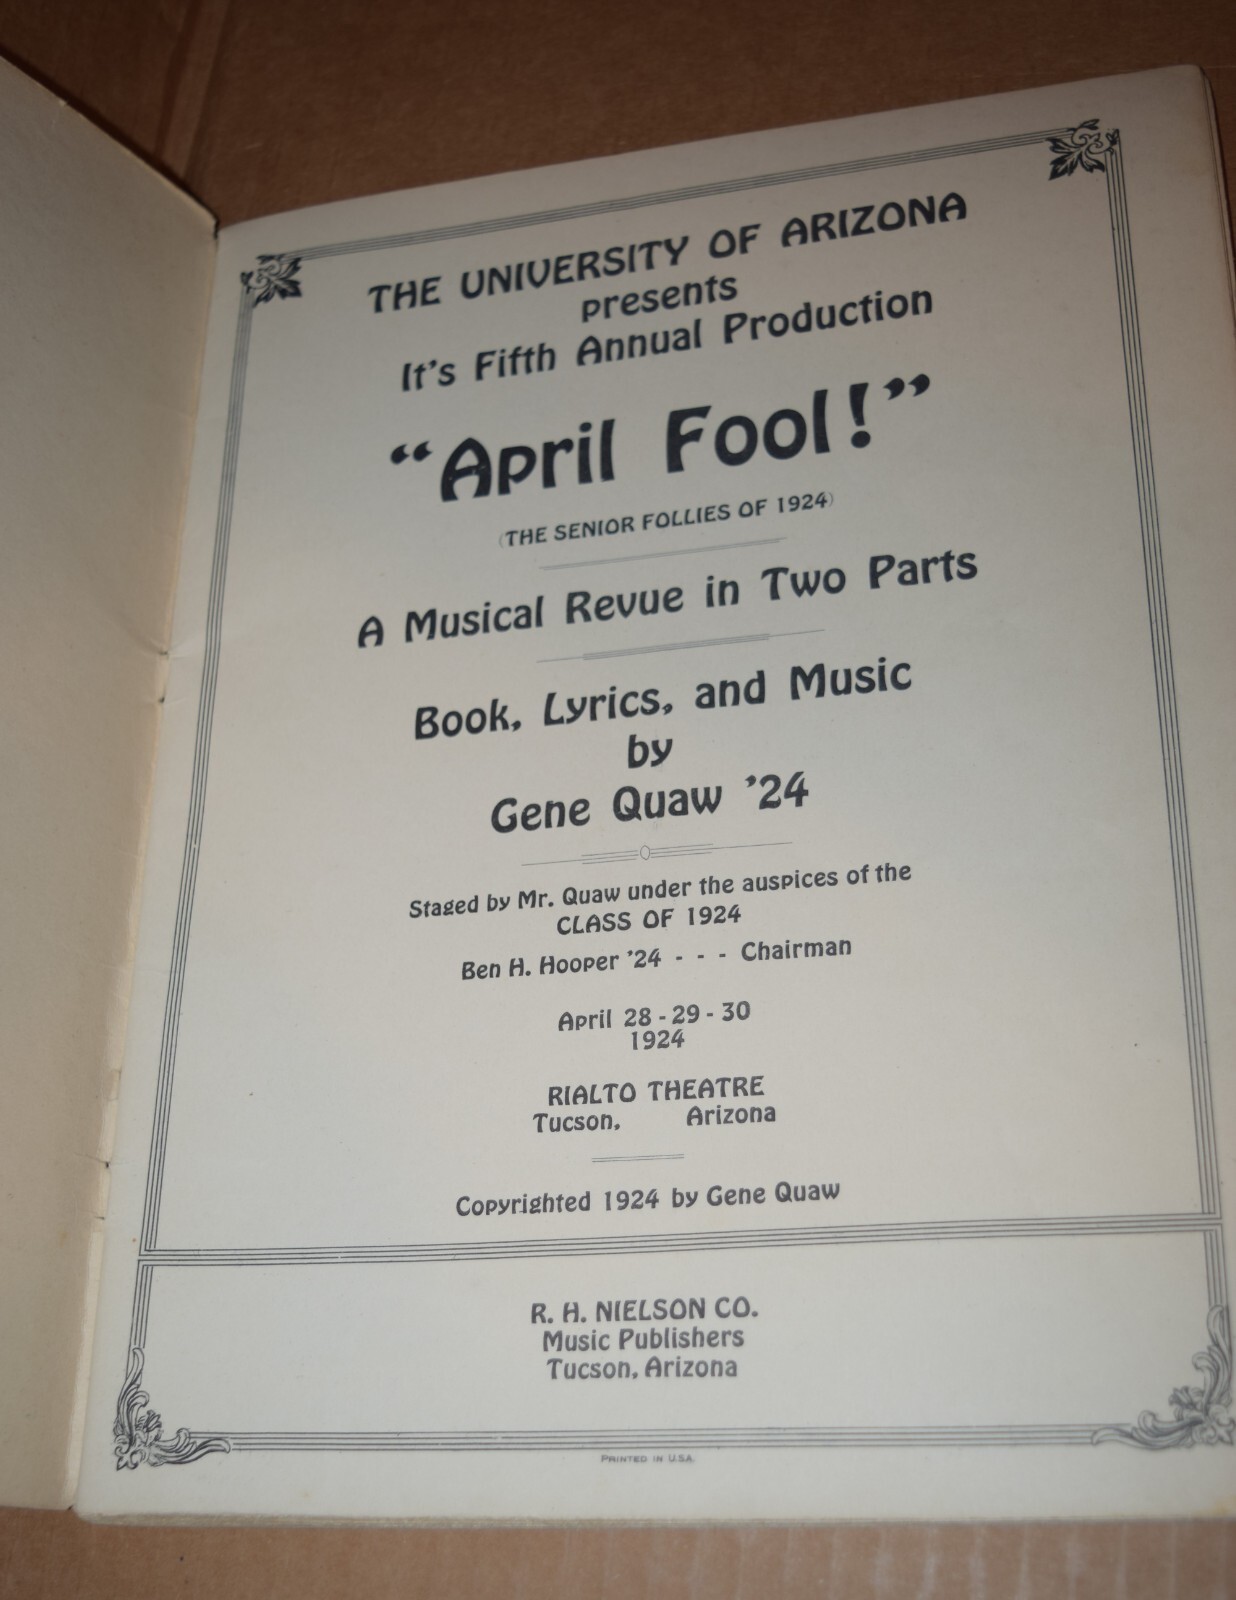 THE UNIVERSITY OF ARIZONA
presents
It's Fifth Annual Production
"April Fool!"
(THE SENIOR FOLLIES OF 1924)
A Musical Revue in Two Parts
Book, Lyrics, and Music
by
Gene Quaw '24
Staged by Mr. Quaw under the auspices of the
CLASS OF 1924
Ben H. Hooper '24 - - - Chairman
April 28 - 29 - 30
1924
RIALTO THEATRE
Tucson, Arizona
Copyrighted 1924 by Gene Quaw
R. H. NIELSON CO.
Music Publishers
Tucson, Arizona
PRINTED IN U.S.A.